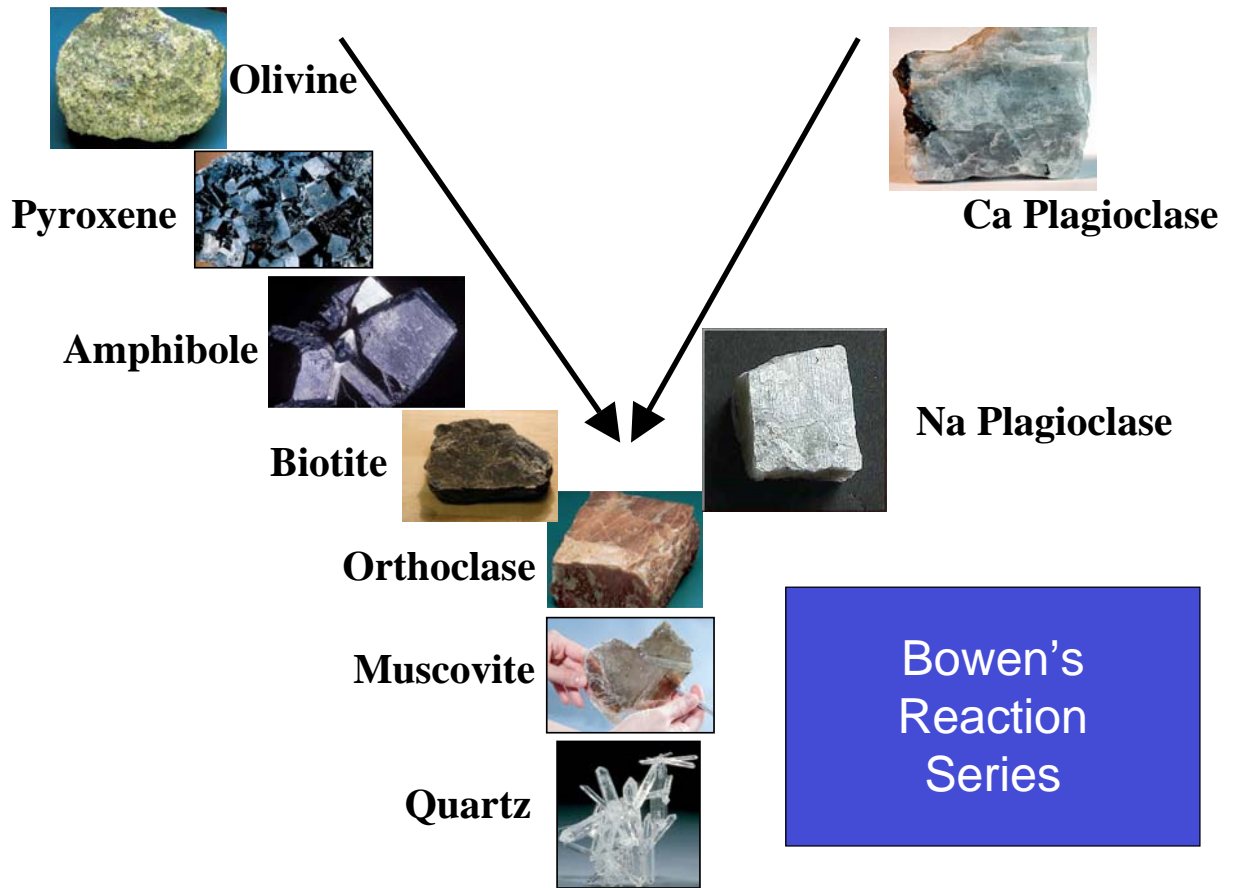 Olivine
Pyroxene
Ca Plagioclase
Amphibole
Na Plagioclase
Biotite
Orthoclase
Muscovite
Quartz
Bowen’s
Reaction
Series